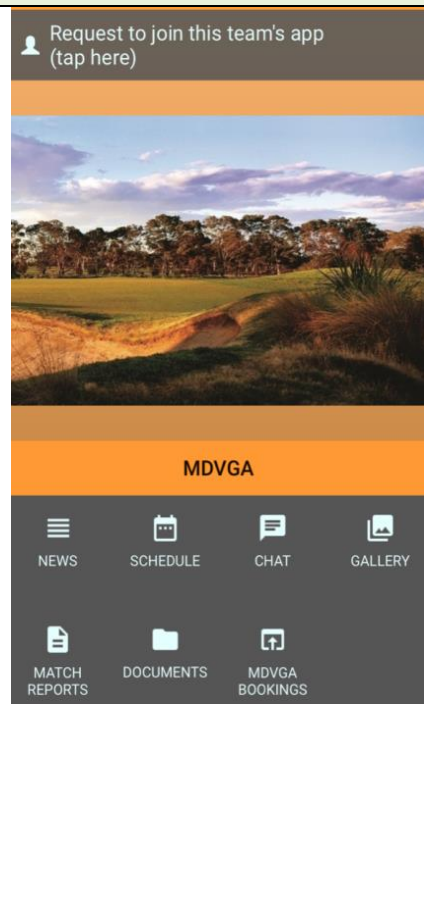 Request to join this team's app
(tap here)
MDVGA
NEWS
SCHEDULE
CHAT
GALLERY
MATCH
REPORTS
DOCUMENTS
MDVGA
BOOKINGS